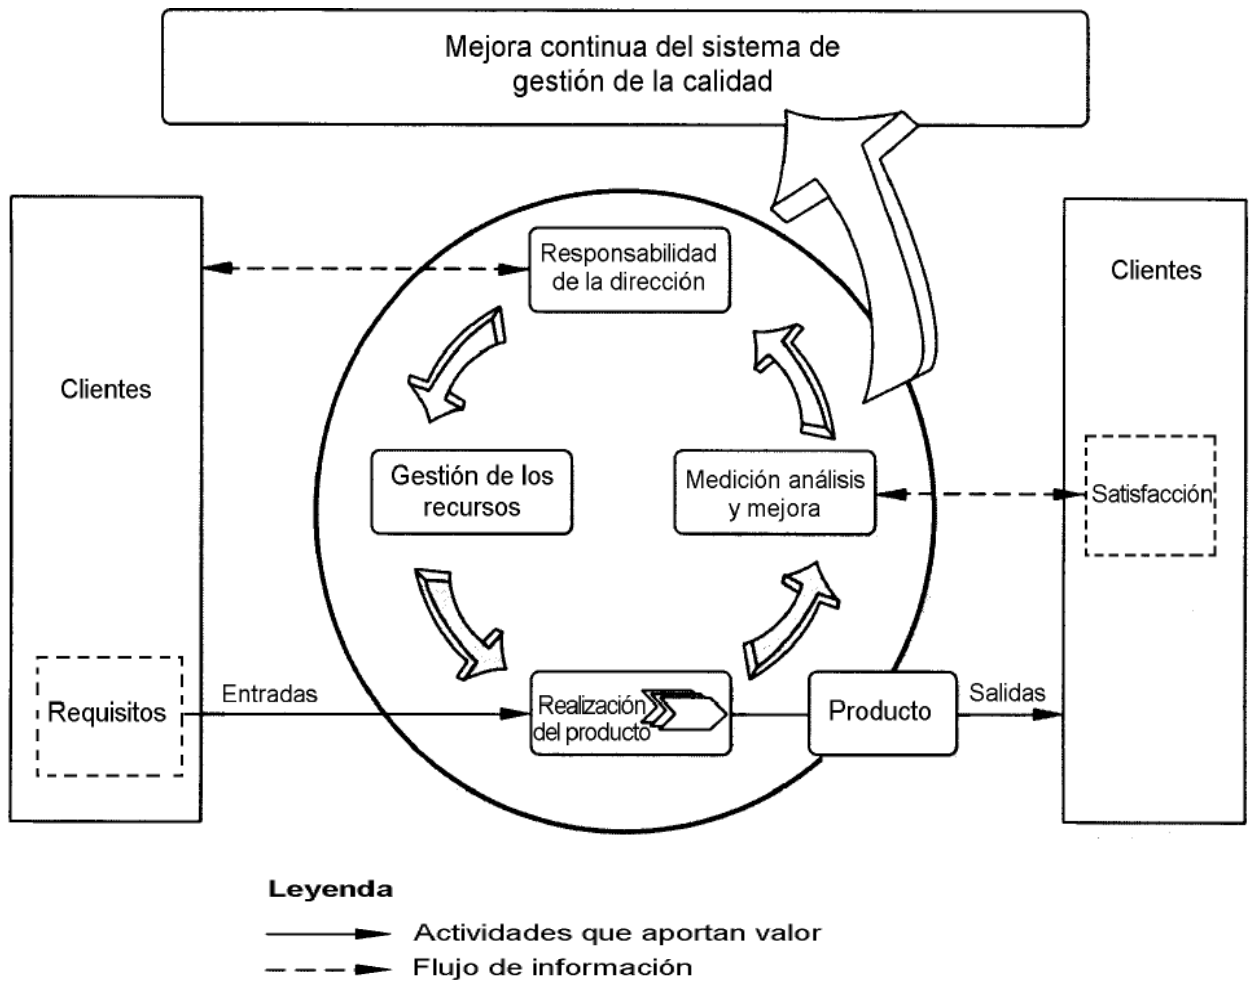 Mejora continua del sistema de
gestión de la calidad
Responsabilidad
de la dirección
Clientes
Clientes
Gestión de los
recursos
Medición análisis
y mejora
Satisfacción
Requisitos
Entradas
Realización
del producto
Producto
Salidas
Leyenda
Actividades que aportan valor
Flujo de información